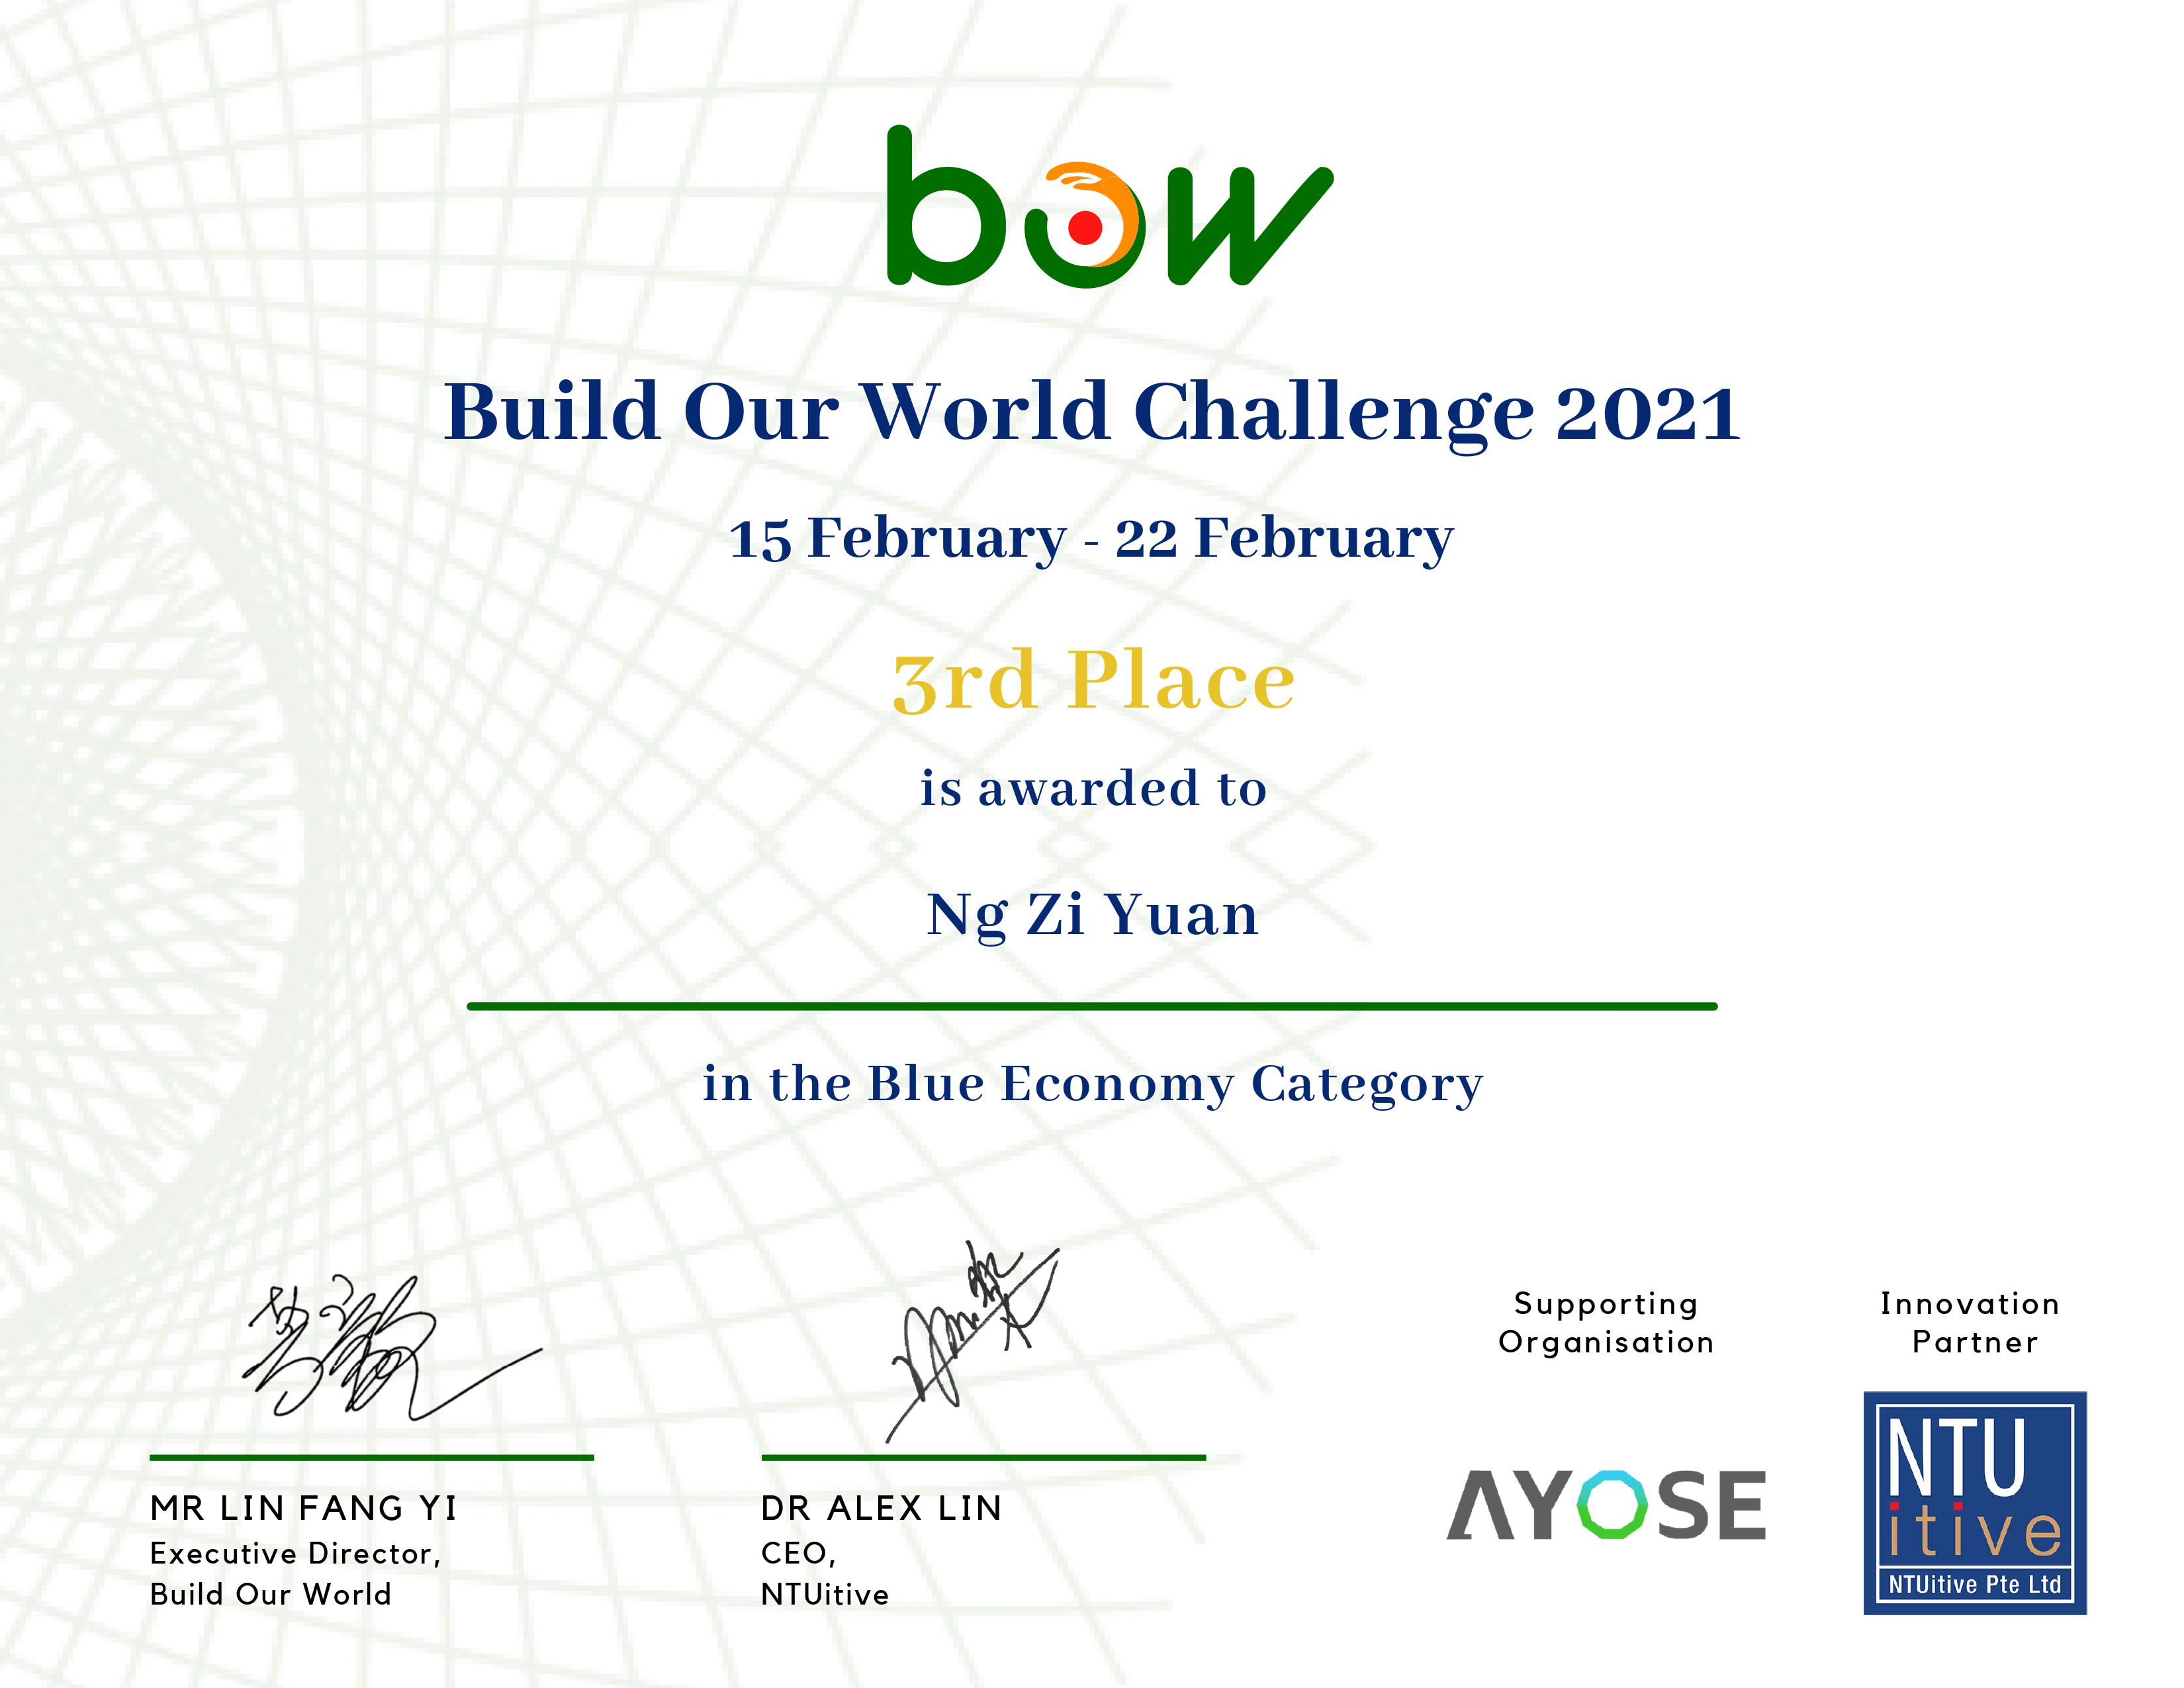 bow
Build Our World Challenge 2021
15 February - 22 February
3rd Place
is awarded to
Ng Zi Yuan
in the Blue Economy Category
MR LIN FANG YI
Executive Director,
Build Our World
DR ALEX LIN
CEO,
NTUitive
Supporting
Organisation
AYOSE
Innovation
Partner
NTU
itive
NTUitive Pte Ltd